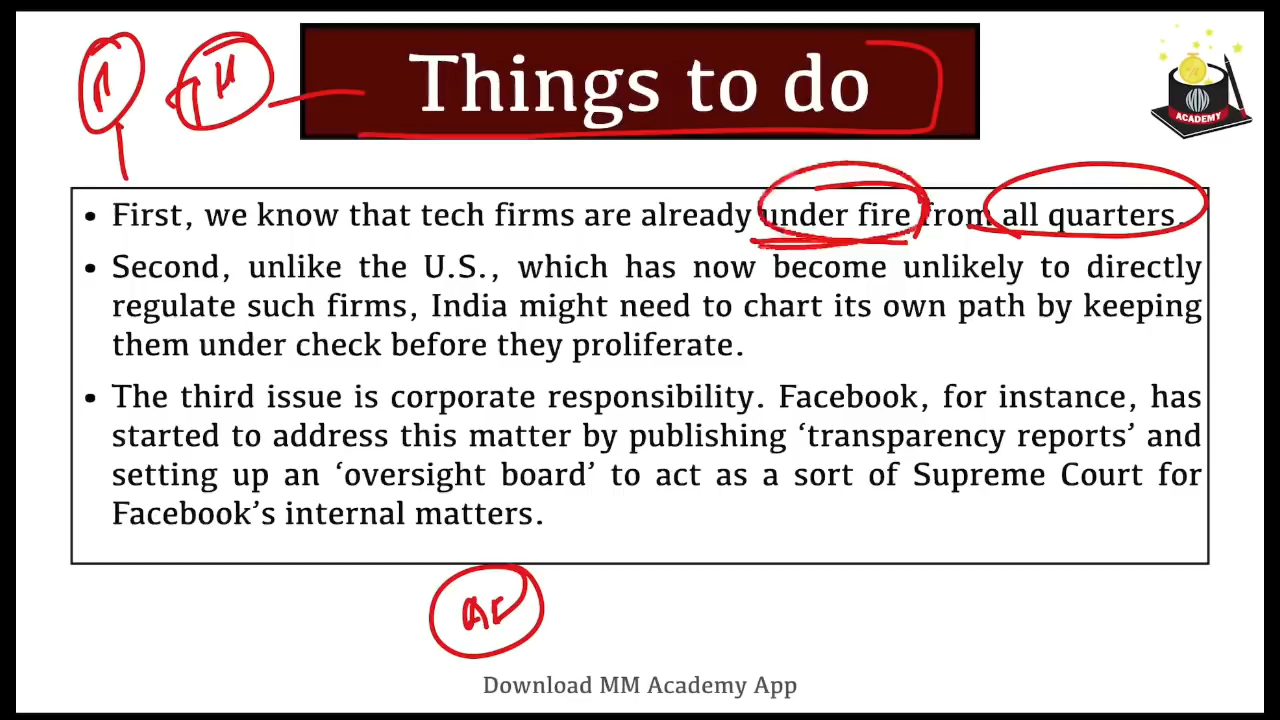 Things to do
ACADEMY
• First, we know that tech firms are already under fire from all quarters.
• Second, unlike the U.S., which has now become unlikely to directly
regulate such firms, India might need to chart its own path by keeping
them under check before they proliferate.
• The third issue is corporate responsibility. Facebook, for instance, has
started to address this matter by publishing ‘transparency reports’ and
setting up an ‘oversight board’ to act as a sort of Supreme Court for
Facebook’s internal matters.
Download MM Academy App